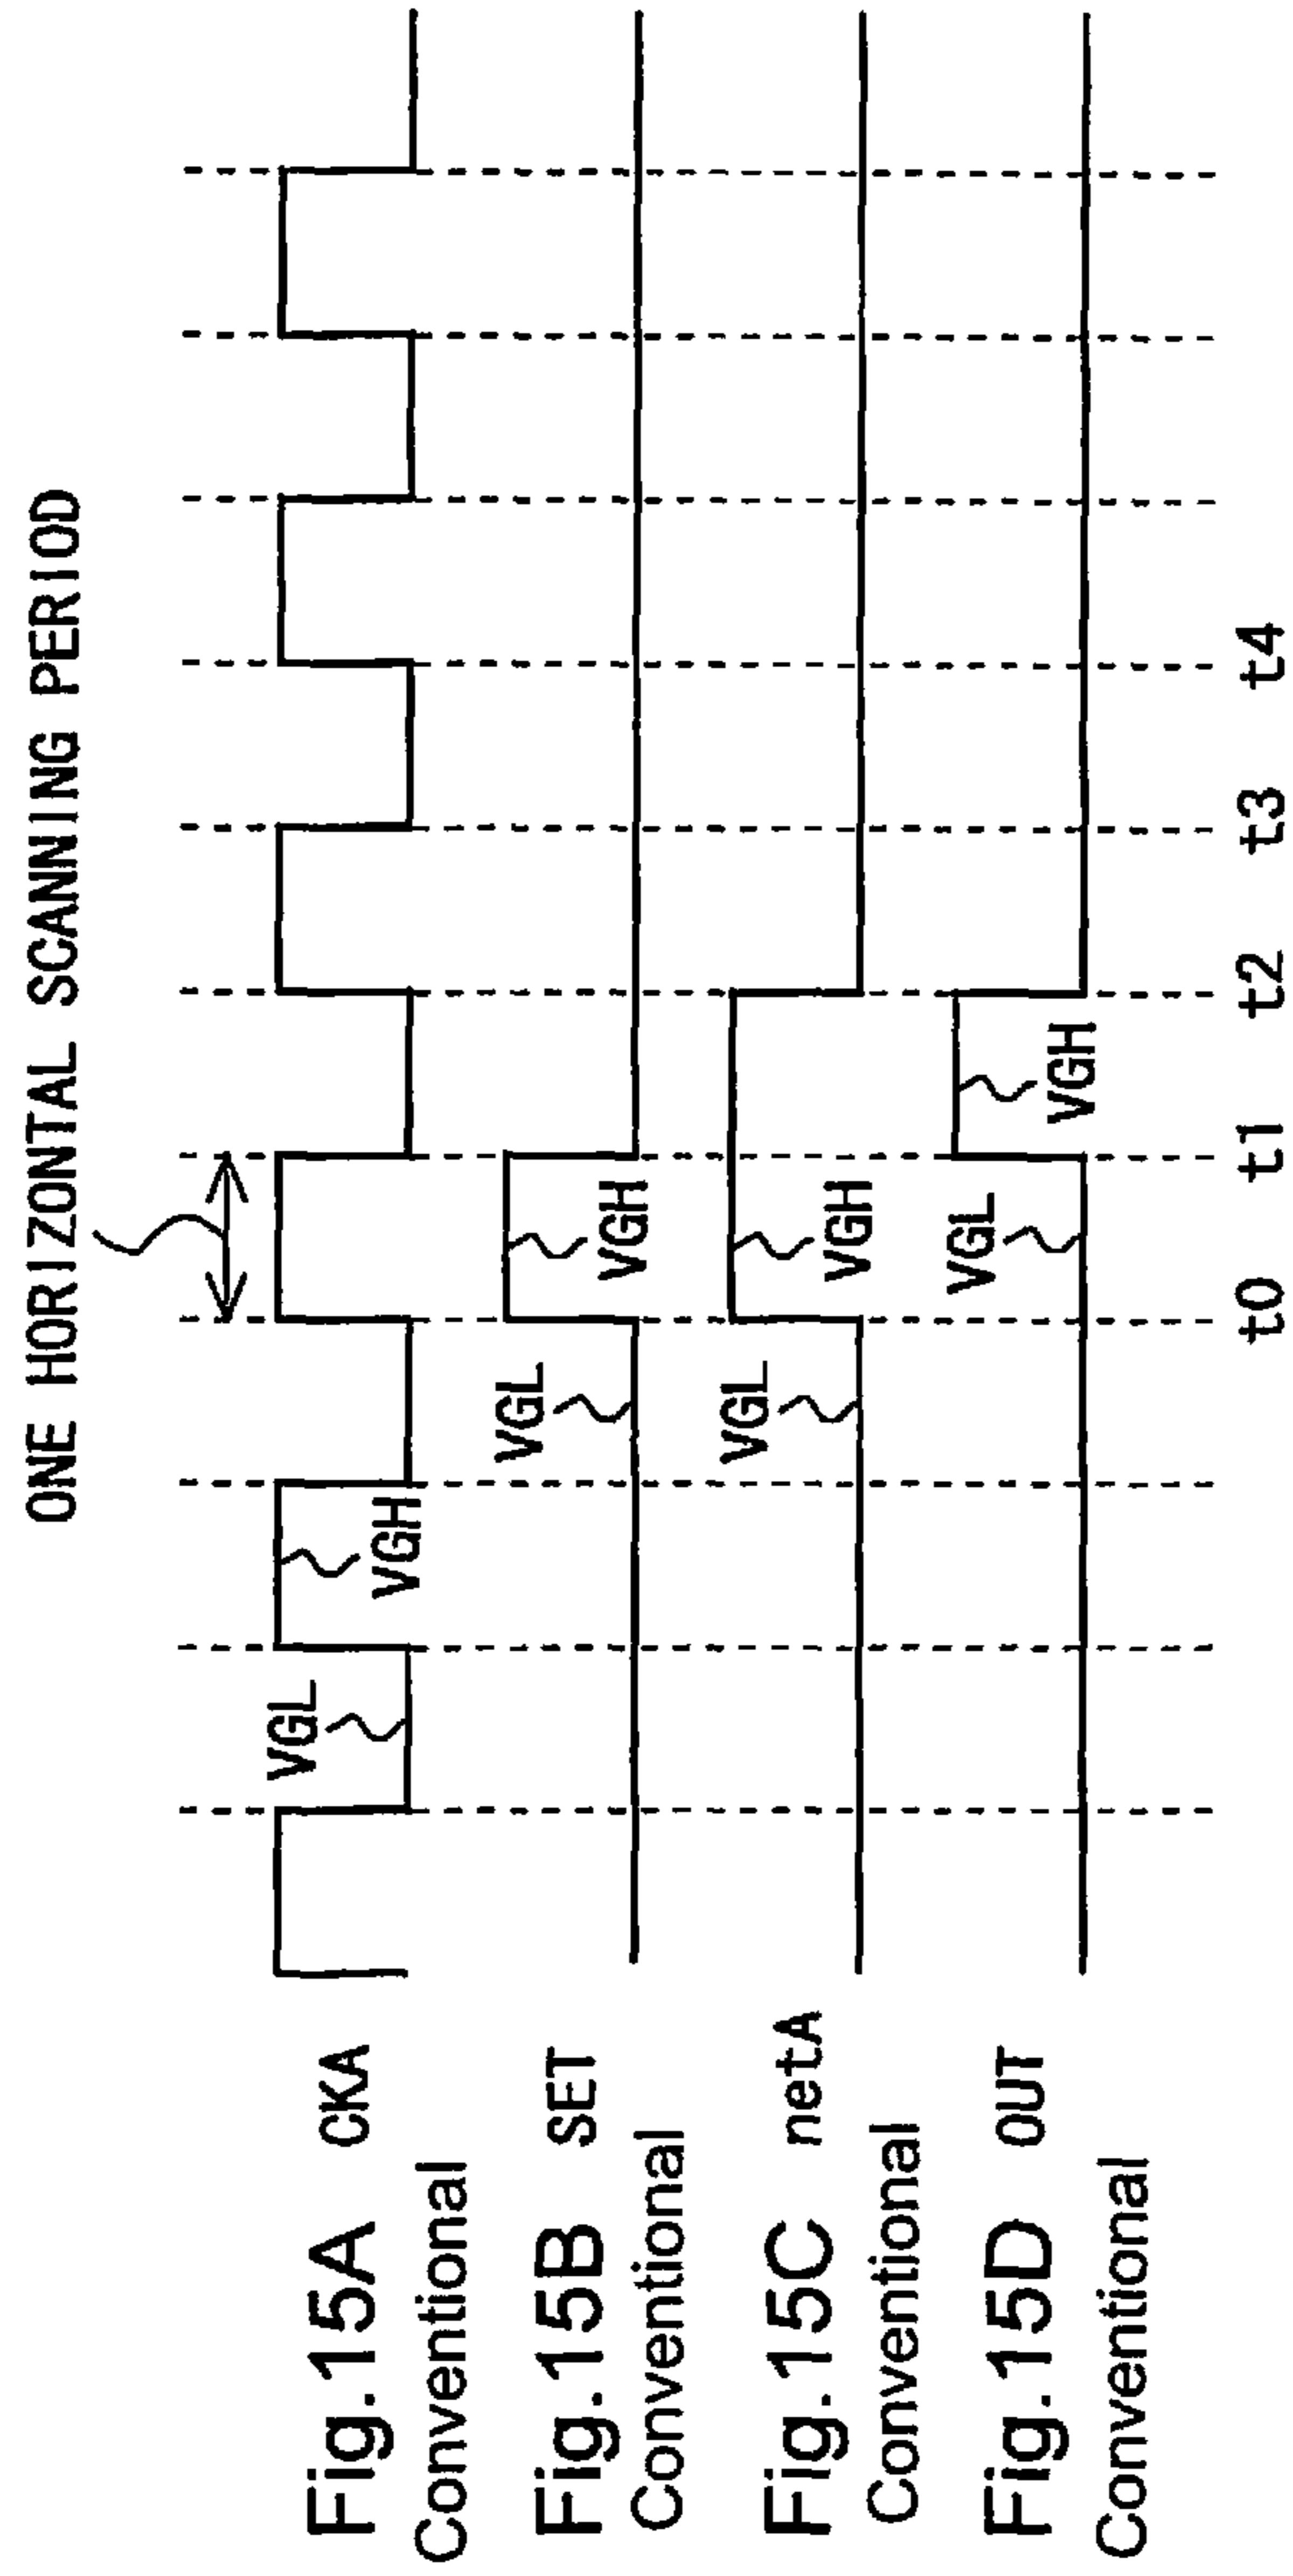 ONE HORIZONTAL SCANNING PERIOD
Fig.15A CKA
Conventional
VGL
VGH
Fig.15B SET
Conventional
VGL
VGH
Fig.15C netA
Conventional
VGL
VGH
Fig.15D OUT
Conventional
VGL
VGH
t0 t1 t2 t3 t4